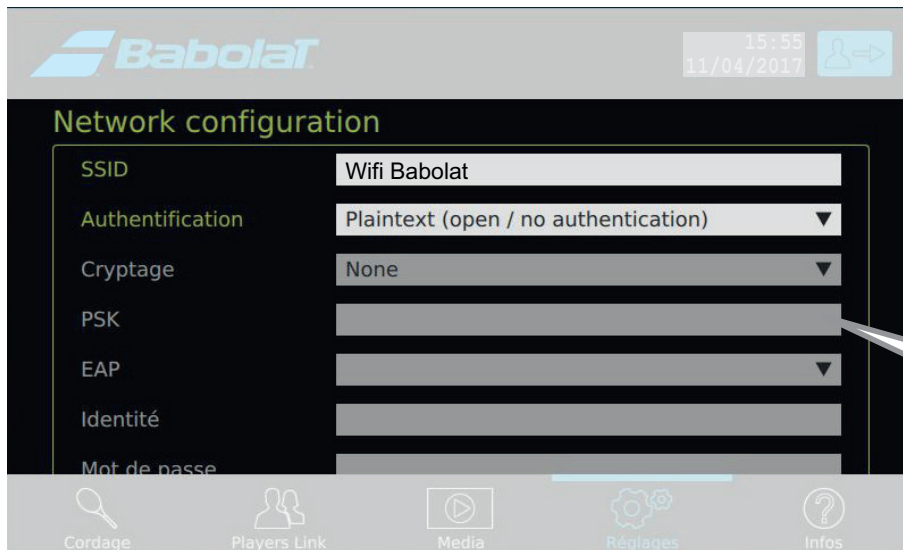 BabolaT
15:55
11/04/2017
Network configuration
SSID
Wifi Babolat
Authentification
Plaintext (open / no authentication)
Cryptage
None
PSK
EAP
Identité
Mot de passe
Cordage
Players Link
Media
Réglages
Infos